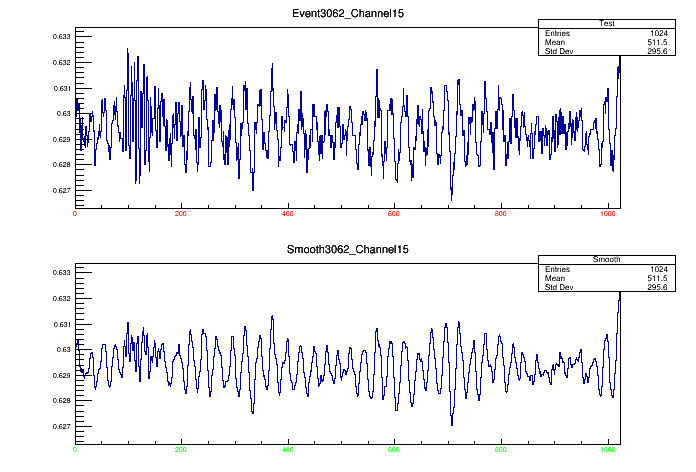 Event3062_Channel15
Test
Entries 1024
Mean 511.5
Std Dev 295.6
0.633
0.632
0.631
0.63
0.629
0.628
0.627
0 200 400 600 800 1000
Smooth3062_Channel15
Smooth
Entries 1024
Mean 511.5
Std Dev 295.6
0.633
0.632
0.631
0.63
0.629
0.628
0.627
0 200 400 600 800 1000